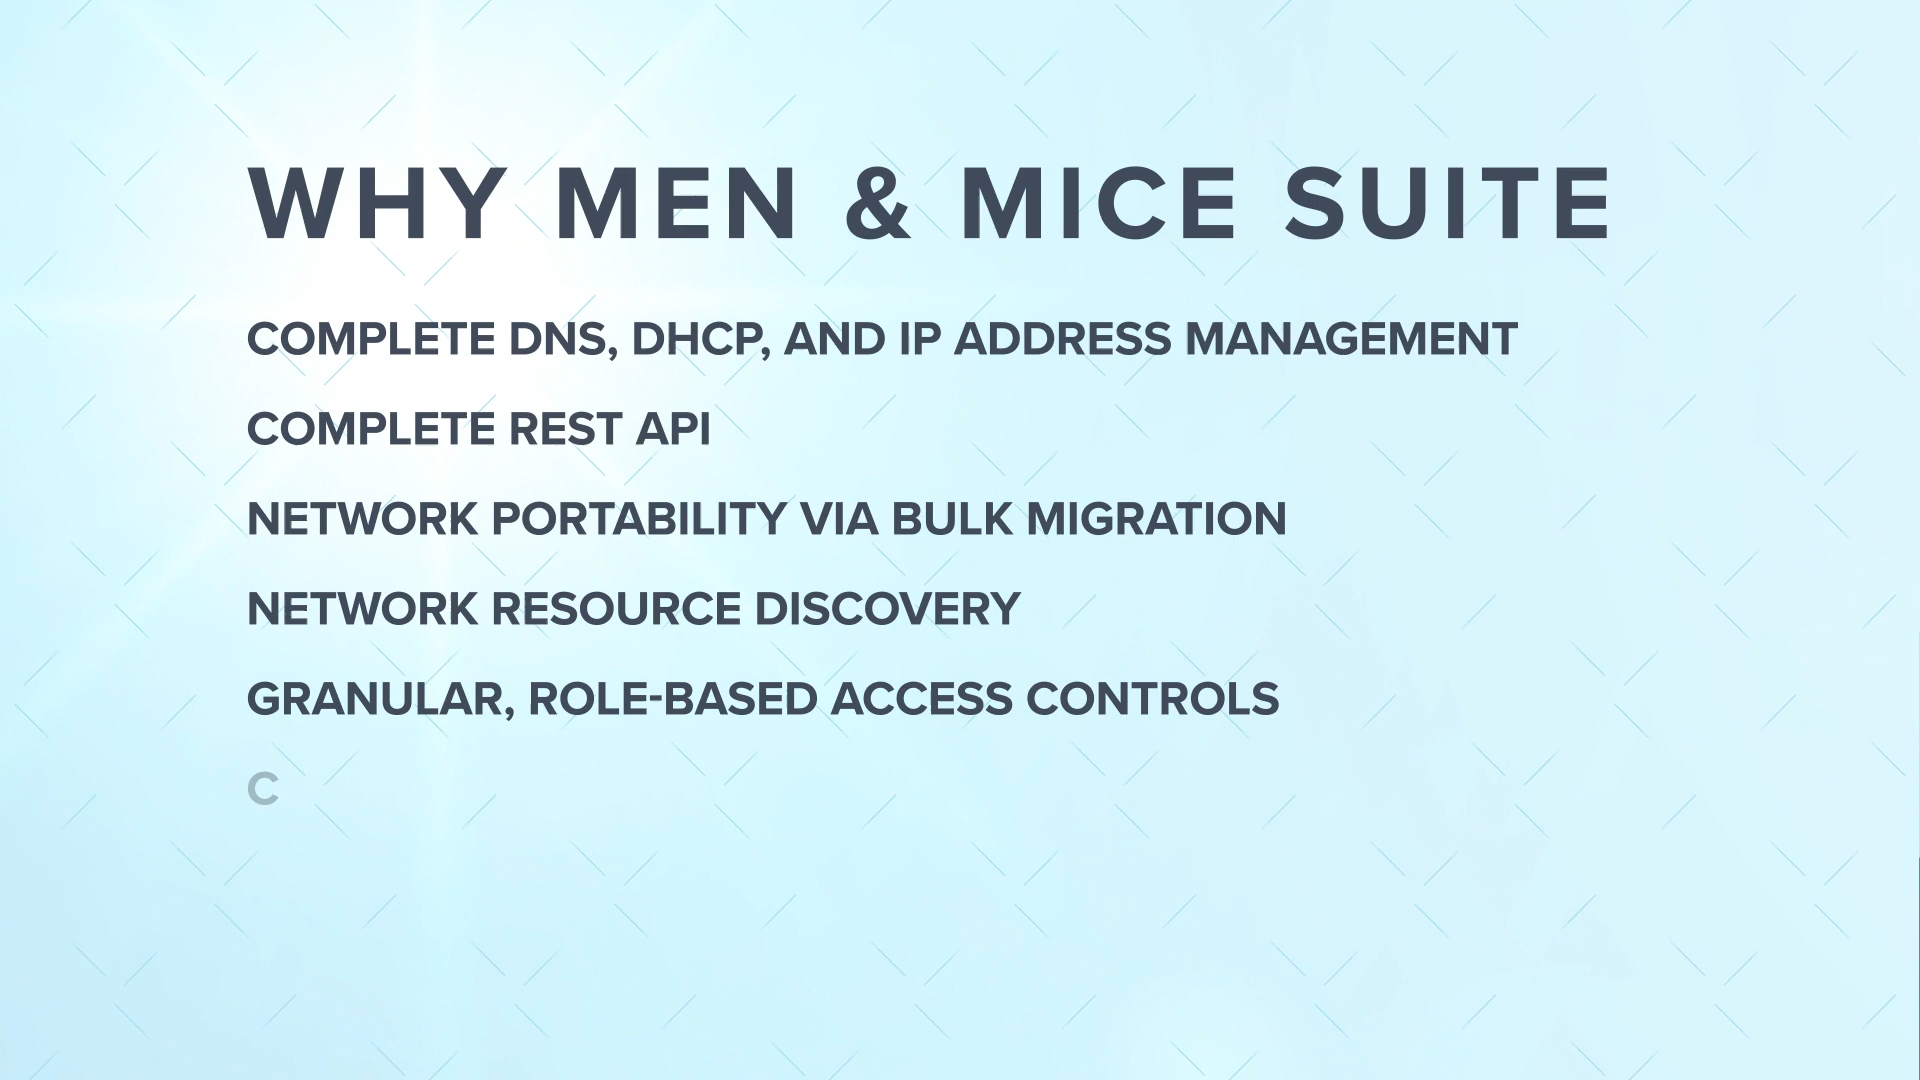 WHY MEN & MICE SUITE
COMPLETE DNS, DHCP, AND IP ADDRESS MANAGEMENT
COMPLETE REST API
NETWORK PORTABILITY VIA BULK MIGRATION
NETWORK RESOURCE DISCOVERY
GRANULAR, ROLE-BASED ACCESS CONTROLS
C